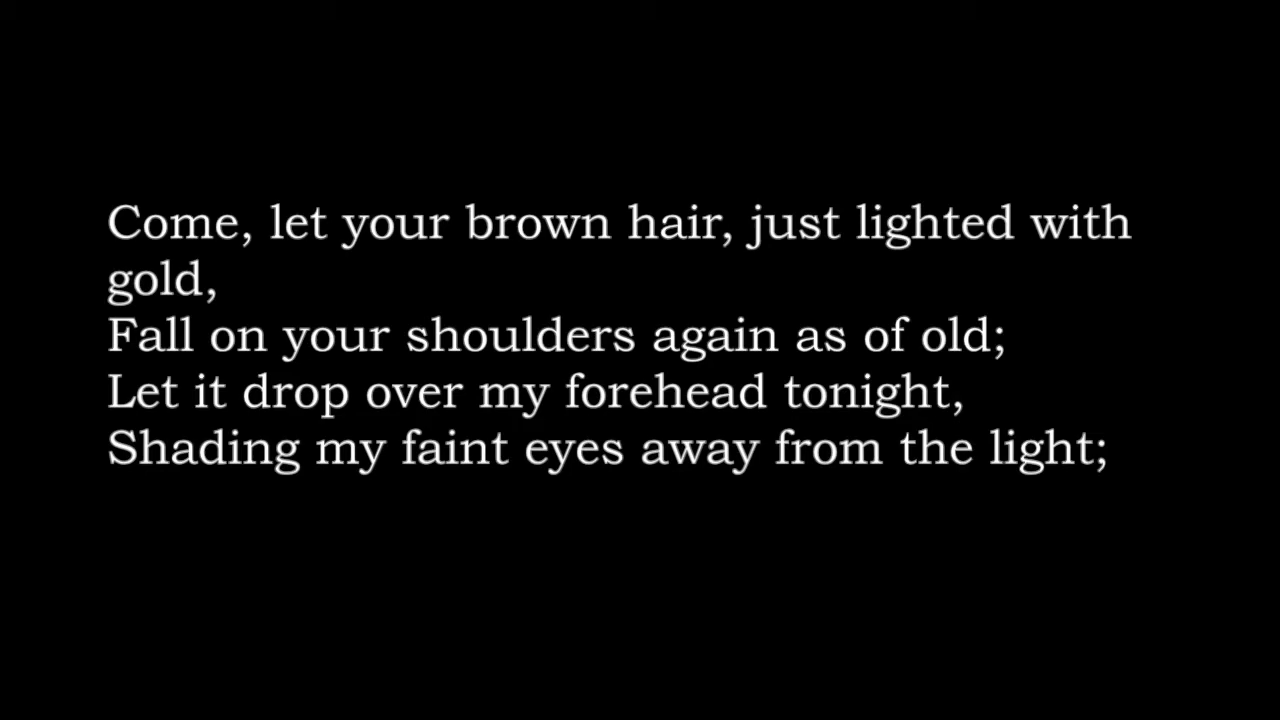 Come, let your brown hair, just lighted with
gold,
Fall on your shoulders again as of old;
Let it drop over my forehead tonight,
Shading my faint eyes away from the light;